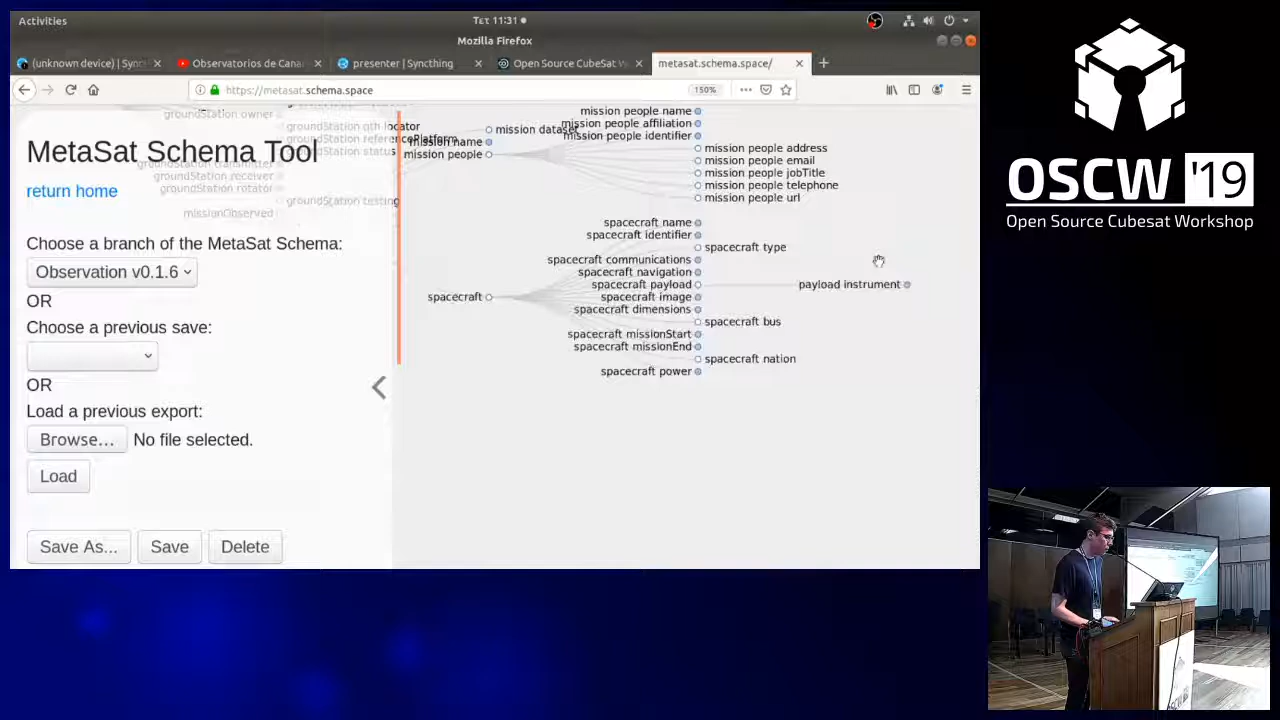 Activities
Τετ 11:31
Mozilla Firefox
(unknown device) | Sync
Observatorios de Cana
presenter | Syncthing
Open Source CubeSat W
metasat.schema.space/
https://metasat.schema.space
150%
groundStation owner
groundStation qth locator
groundStation referencePlatform
groundStation status
groundStation transmitter
groundStation receiver
groundStation rotator
groundStation testing
missionObserved
MetaSat Schema Tool
return home
Choose a branch of the MetaSat Schema:
Observation v0.1.6
OR
Choose a previous save:
OR
Load a previous export:
Browse... No file selected.
Load
Save As... Save Delete
mission dataset
mission name
mission people
mission people name
mission people affiliation
mission people identifier
mission people address
mission people email
mission people jobTitle
mission people telephone
mission people url
spacecraft
spacecraft name
spacecraft identifier
spacecraft type
spacecraft communications
spacecraft navigation
spacecraft payload
payload instrument
spacecraft image
spacecraft dimensions
spacecraft bus
spacecraft missionStart
spacecraft missionEnd
spacecraft nation
spacecraft power
OSCW '19
Open Source Cubesat Workshop